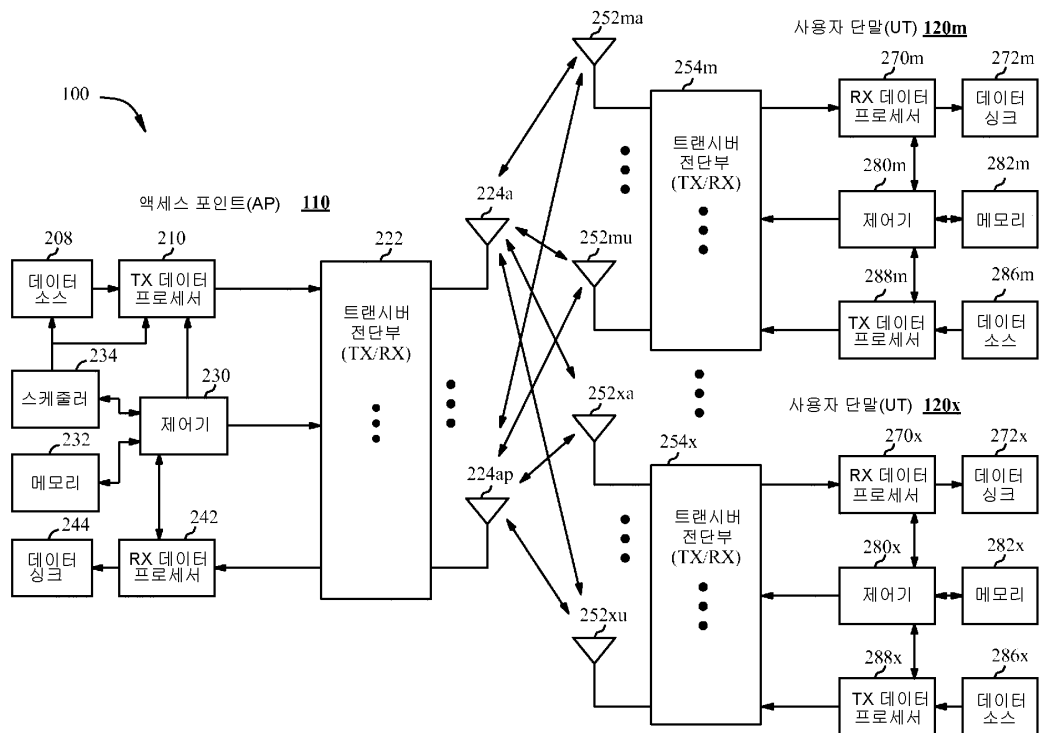 100
액세스 포인트(AP) 110
208
데이터
소스
210
TX 데이터
프로세서
234
스케줄러
230
제어기
232
메모리
244
데이터
싱크
242
RX 데이터
프로세서
222
트랜시버
전단부
(TX/RX)
224a
224ap
252ma
252mu
252xa
252xu
사용자 단말(UT) 120m
254m
트랜시버
전단부
(TX/RX)
270m
RX 데이터
프로세서
272m
데이터
싱크
280m
제어기
282m
메모리
288m
TX 데이터
프로세서
286m
데이터
소스
사용자 단말(UT) 120x
254x
트랜시버
전단부
(TX/RX)
270x
RX 데이터
프로세서
272x
데이터
싱크
280x
제어기
282x
메모리
288x
TX 데이터
프로세서
286x
데이터
소스